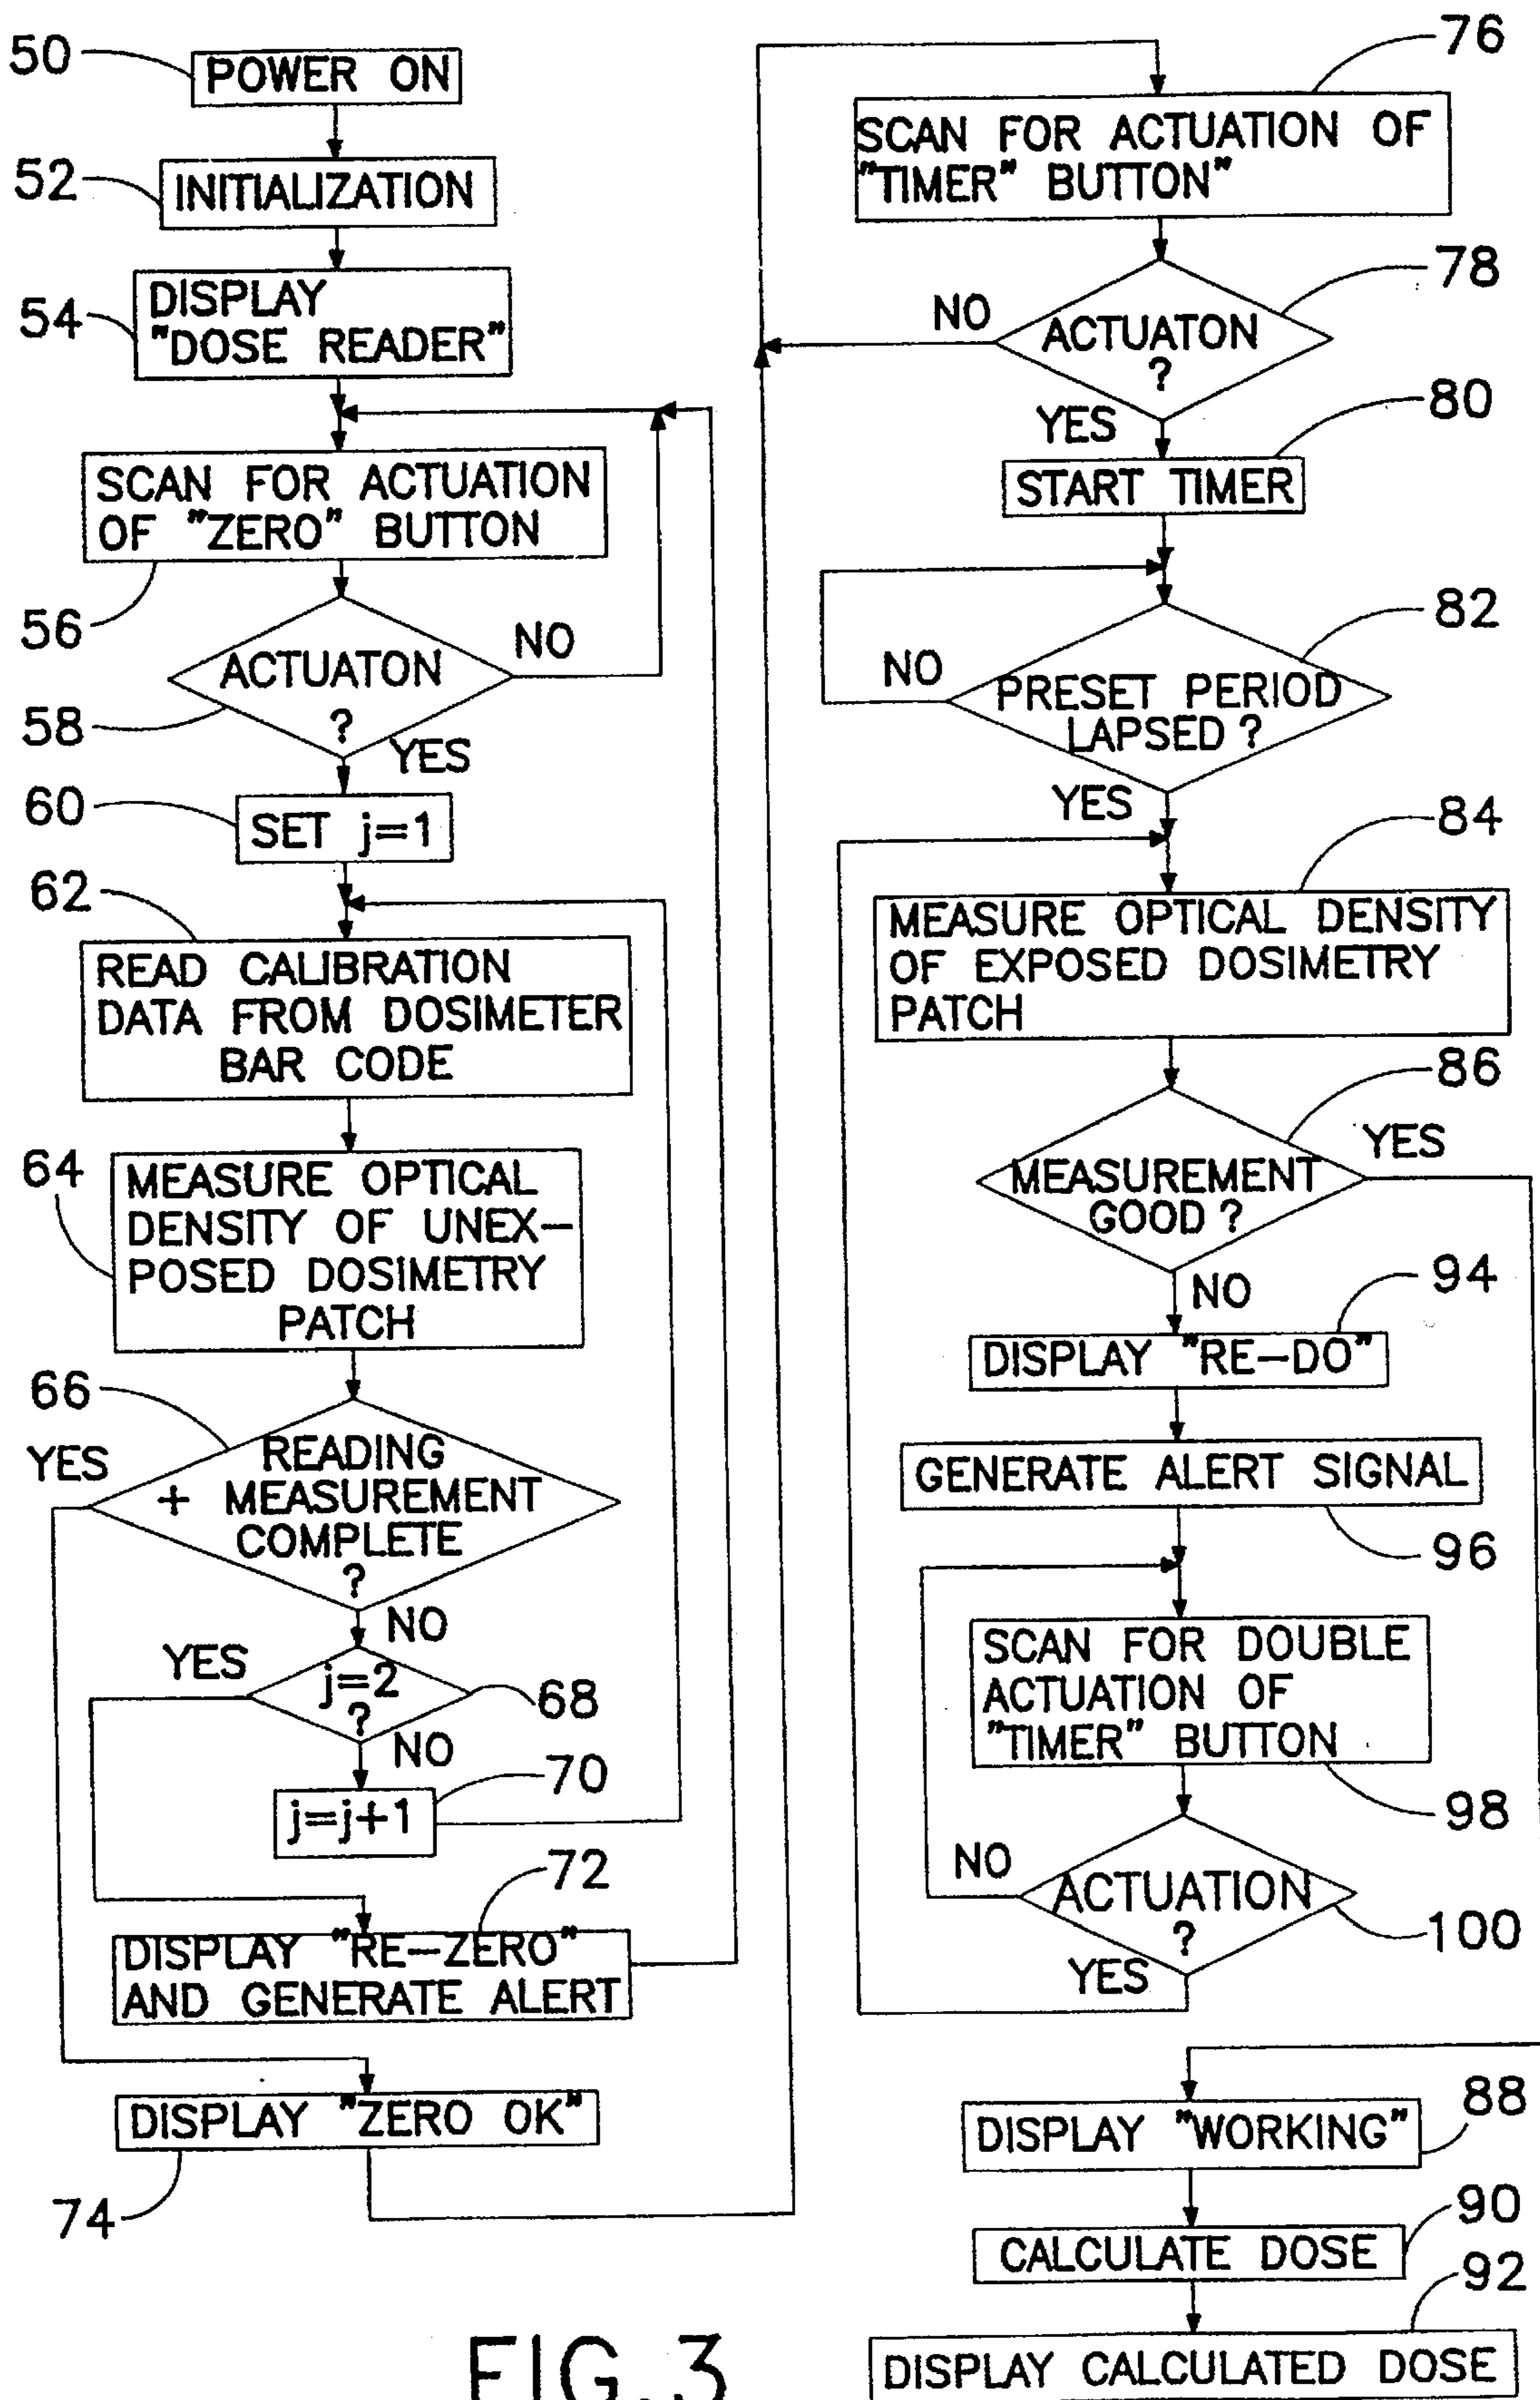 50
POWER ON
52
INITIALIZATION
54
DISPLAY
"DOSE READER"
SCAN FOR ACTUATION
OF "ZERO" BUTTON
56
ACTUATON
?
NO
58
YES
60
SET j=1
62
READ CALIBRATION
DATA FROM DOSIMETER
BAR CODE
64
MEASURE OPTICAL
DENSITY OF UNEX-
POSED DOSIMETRY
PATCH
66
YES
READING
+ MEASUREMENT
COMPLETE
?
NO
YES
j=2
?
68
NO
70
j=j+1
72
DISPLAY "RE-ZERO"
AND GENERATE ALERT
DISPLAY "ZERO OK"
74
76
SCAN FOR ACTUATION OF
"TIMER" BUTTON"
78
NO
ACTUATON
?
80
YES
START TIMER
82
NO
PRESET PERIOD
LAPSED ?
YES
84
MEASURE OPTICAL DENSITY
OF EXPOSED DOSIMETRY
PATCH
86
YES
MEASUREMENT
GOOD ?
NO
94
DISPLAY "RE-DO"
GENERATE ALERT SIGNAL
96
SCAN FOR DOUBLE
ACTUATION OF
"TIMER" BUTTON
98
NO
ACTUATION
?
100
YES
88
DISPLAY "WORKING"
90
CALCULATE DOSE
92
DISPLAY CALCULATED DOSE
FIG.3